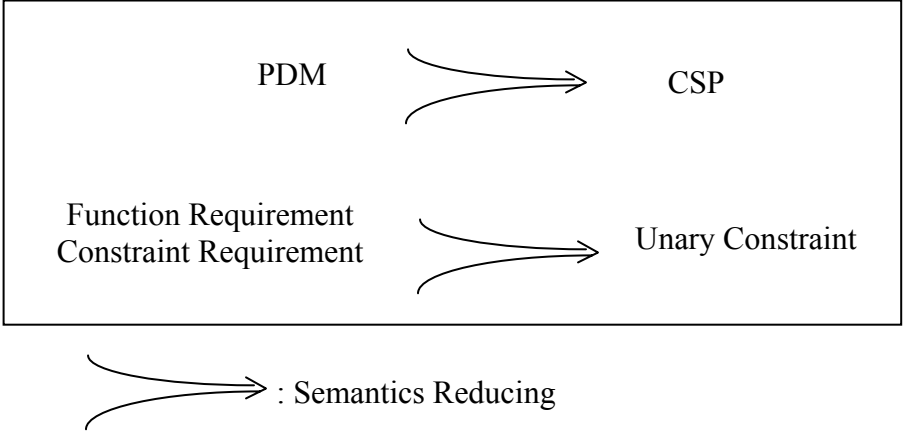 PDM
CSP
Function Requirement
Constraint Requirement
Unary Constraint
: Semantics Reducing